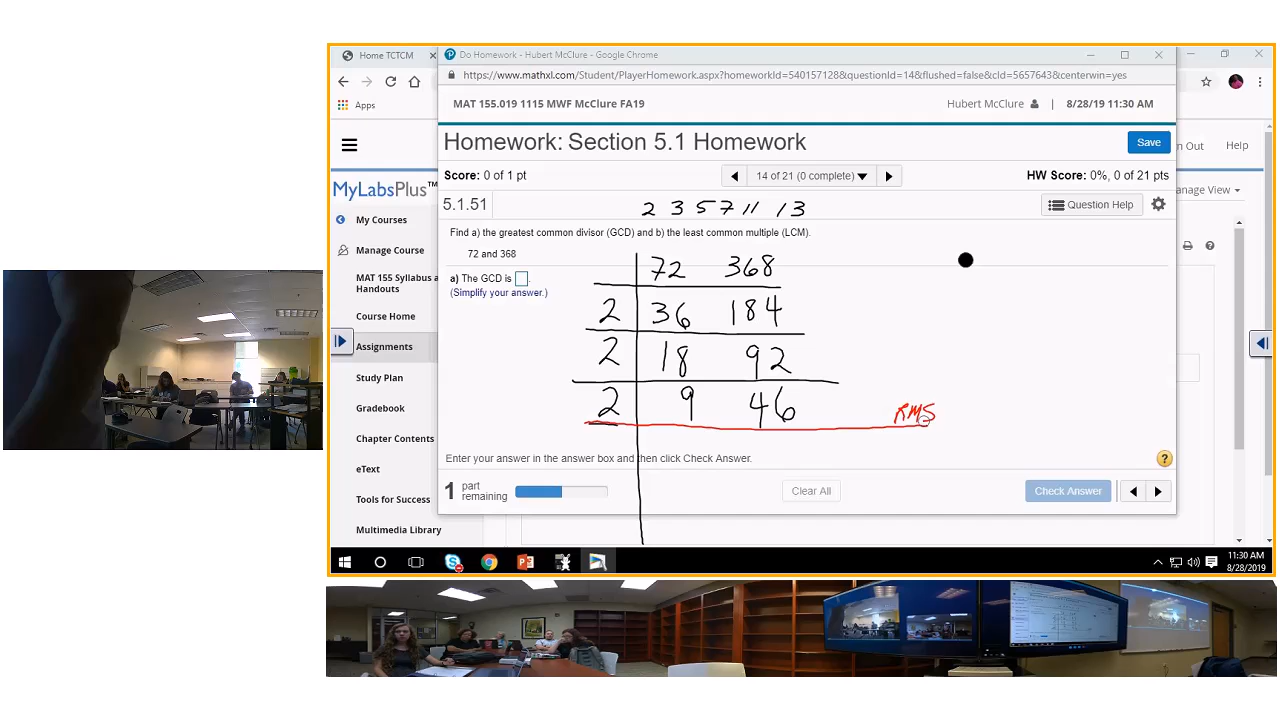 Home TCTCM
Do Homework - Hubert McClure - Google Chrome
https://www.mathxl.com/Student/PlayerHomework.aspx?homeworkId=540157128&questionId=14&flushed=false&cld=5657643&centerwin=yes
Apps
MAT 155.019 1115 MWF McClure FA19
Hubert McClure | 8/28/19 11:30 AM
Homework: Section 5.1 Homework
Save
n Out
Help
Score: 0 of 1 pt
14 of 21 (0 complete)
HW Score: 0%, 0 of 21 pts
MyLabsPlus™
anage View
5.1.51
2 3 5 7 11 13
Question Help
My Courses
Find a) the greatest common divisor (GCD) and b) the least common multiple (LCM).
Manage Course
72 and 368
72 368
MAT 155 Syllabus a
Handouts
a) The GCD is
(Simplify your answer.)
Course Home
2 36 184
Assignments
2 18 92
Study Plan
Gradebook
2 9 46
RMS
Chapter Contents
Enter your answer in the answer box and then click Check Answer.
eText
1 part
remaining
Clear All
Check Answer
Tools for Success
Multimedia Library
11:30 AM
8/28/2019